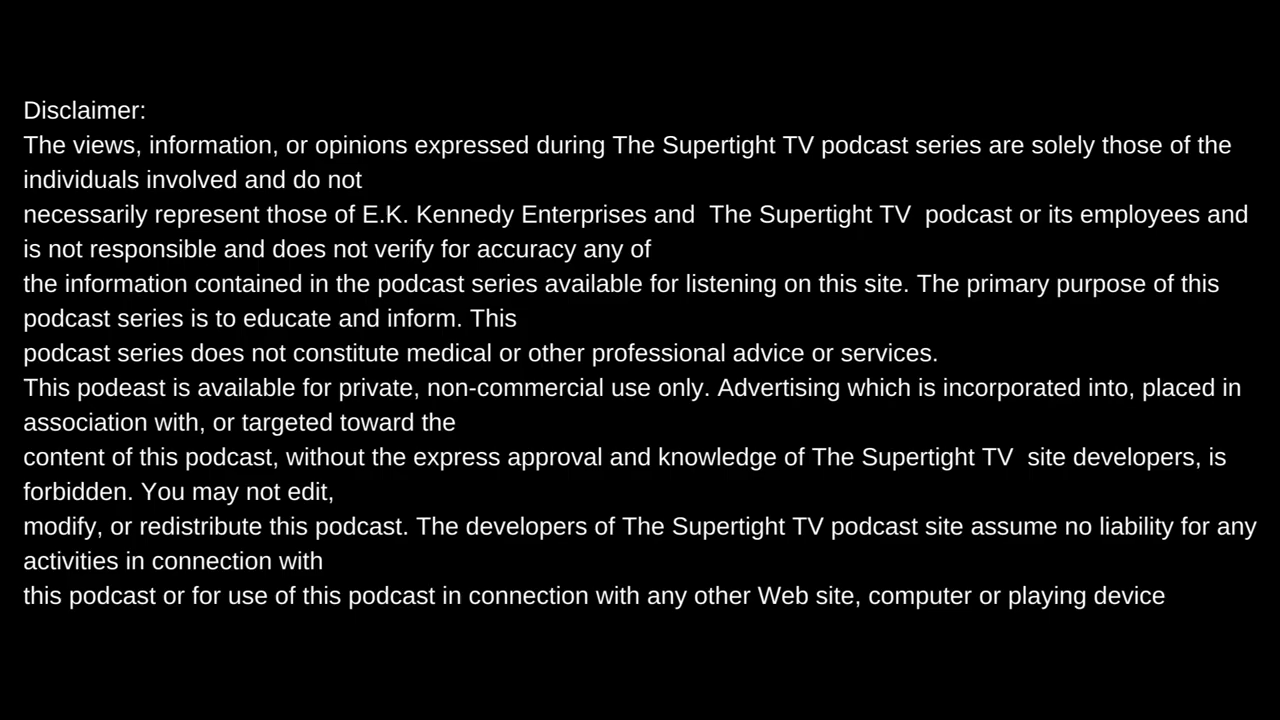 Disclaimer:
The views, information, or opinions expressed during The Supertight TV podcast series are solely those of the
individuals involved and do not
necessarily represent those of E.K. Kennedy Enterprises and  The Supertight TV  podcast or its employees and
is not responsible and does not verify for accuracy any of
the information contained in the podcast series available for listening on this site. The primary purpose of this
podcast series is to educate and inform. This
podcast series does not constitute medical or other professional advice or services.
This podeast is available for private, non-commercial use only. Advertising which is incorporated into, placed in
association with, or targeted toward the
content of this podcast, without the express approval and knowledge of The Supertight TV  site developers, is
forbidden. You may not edit,
modify, or redistribute this podcast. The developers of The Supertight TV podcast site assume no liability for any
activities in connection with
this podcast or for use of this podcast in connection with any other Web site, computer or playing device